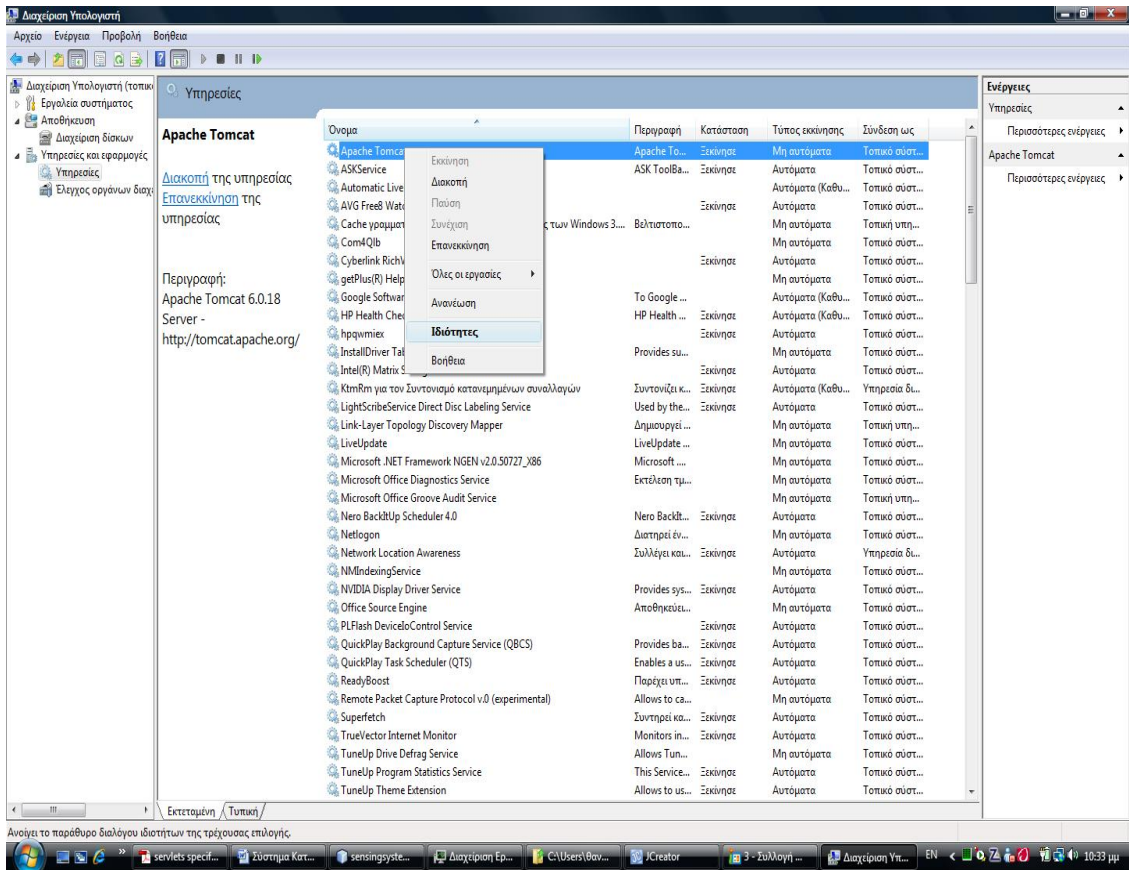 Διαχείριση Υπολογιστή
Αρχείο Ενέργεια Προβολή Βοήθεια
Διαχείριση Υπολογιστή (τοπικ
Εργαλεία συστήματος
Αποθήκευση
Διαχείριση δίσκων
Υπηρεσίες και εφαρμογές
Υπηρεσίες
Έλεγχος οργάνων διαχ
Υπηρεσίες
Apache Tomcat
Διακοπή της υπηρεσίας
Επανεκκίνηση της
υπηρεσίας
Περιγραφή:
Apache Tomcat 6.0.18
Server -
http://tomcat.apache.org/
Όνομα Περιγραφή Κατάσταση Τύπος εκκίνησης Σύνδεση ως
Apache Tomca Apache To... Ξεκίνησε Μη αυτόματα Τοπικό σύστ...
ASKService ASK ToolBa... Ξεκίνησε Αυτόματα Τοπικό σύστ...
Automatic Live Αυτόματα (Καθυ... Τοπικό σύστ...
AVG Free8 Wat Ξεκίνησε Αυτόματα Τοπικό σύστ...
Cache γραμματ ς των Windows 3.... Βελτιστοπο... Μη αυτόματα Τοπική υπη...
Com4Qlb Μη αυτόματα Τοπικό σύστ...
Cyberlink Rich Ξεκίνησε Αυτόματα Τοπικό σύστ...
getPlus(R) Help Μη αυτόματα Τοπικό σύστ...
Google Softwar To Google ... Αυτόματα (Καθυ... Τοπικό σύστ...
HP Health Che HP Health ... Ξεκίνησε Αυτόματα (Καθυ... Τοπικό σύστ...
hpqwmiex Ξεκίνησε Αυτόματα Τοπικό σύστ...
InstallDriver Ta Provides su... Μη αυτόματα Τοπικό σύστ...
Intel(R) Matrix S Ξεκίνησε Αυτόματα Τοπικό σύστ...
KtmRm για τον Συντονισμό κατανεμημένων συναλλαγών Συντονίζει κ... Ξεκίνησε Αυτόματα (Καθυ... Υπηρεσία δι...
LightScribeService Direct Disc Labeling Service Used by the... Ξεκίνησε Αυτόματα Τοπικό σύστ...
Link-Layer Topology Discovery Mapper Δημιουργεί ... Μη αυτόματα Τοπική υπη...
LiveUpdate LiveUpdate ... Μη αυτόματα Τοπικό σύστ...
Microsoft .NET Framework NGEN v2.0.50727_X86 Microsoft .... Μη αυτόματα Τοπικό σύστ...
Microsoft Office Diagnostics Service Εκτέλεση τμ... Μη αυτόματα Τοπικό σύστ...
Microsoft Office Groove Audit Service Μη αυτόματα Τοπική υπη...
Nero BackItUp Scheduler 4.0 Nero BackIt... Ξεκίνησε Αυτόματα Τοπικό σύστ...
Netlogon Διατηρεί έν... Μη αυτόματα Τοπικό σύστ...
Network Location Awareness Συλλέγει και... Ξεκίνησε Αυτόματα Υπηρεσία δι...
NMIndexingService Μη αυτόματα Τοπικό σύστ...
NVIDIA Display Driver Service Provides sys... Ξεκίνησε Αυτόματα Τοπικό σύστ...
Office Source Engine Αποθηκεύει... Μη αυτόματα Τοπικό σύστ...
PLFlash DeviceIoControl Service Ξεκίνησε Αυτόματα Τοπικό σύστ...
QuickPlay Background Capture Service (QBCS) Provides ba... Ξεκίνησε Αυτόματα Τοπικό σύστ...
QuickPlay Task Scheduler (QTS) Enables a us... Ξεκίνησε Αυτόματα Τοπικό σύστ...
ReadyBoost Παρέχει υπ... Ξεκίνησε Αυτόματα Τοπικό σύστ...
Remote Packet Capture Protocol v.0 (experimental) Allows to ca... Μη αυτόματα Τοπικό σύστ...
Superfetch Συντηρεί κα... Ξεκίνησε Αυτόματα Τοπικό σύστ...
TrueVector Internet Monitor Monitors in... Ξεκίνησε Αυτόματα Τοπικό σύστ...
TuneUp Drive Defrag Service Allows Tun... Μη αυτόματα Τοπικό σύστ...
TuneUp Program Statistics Service This Service... Ξεκίνησε Αυτόματα Τοπικό σύστ...
TuneUp Theme Extension Allows to us... Ξεκίνησε Αυτόματα Τοπικό σύστ...
Εκκίνηση
Διακοπή
Παύση
Συνέχιση
Επανεκκίνηση
Όλες οι εργασίες
Ανανέωση
Ιδιότητες
Βοήθεια
Ενέργειες
Υπηρεσίες
Περισσότερες ενέργειες
Apache Tomcat
Περισσότερες ενέργειες
Εκτεταμένη Τυπική
Ανοίγει το παράθυρο διαλόγου ιδιοτήτων της τρέχουσας επιλογής.
servlets specif... Σύστημα Κατ... sensingsyste... Διαχείριση Ερ... C:\Users\θαν... JCreator 3 - Συλλογή ... Διαχείριση Υπ... EN 10:33 μμ